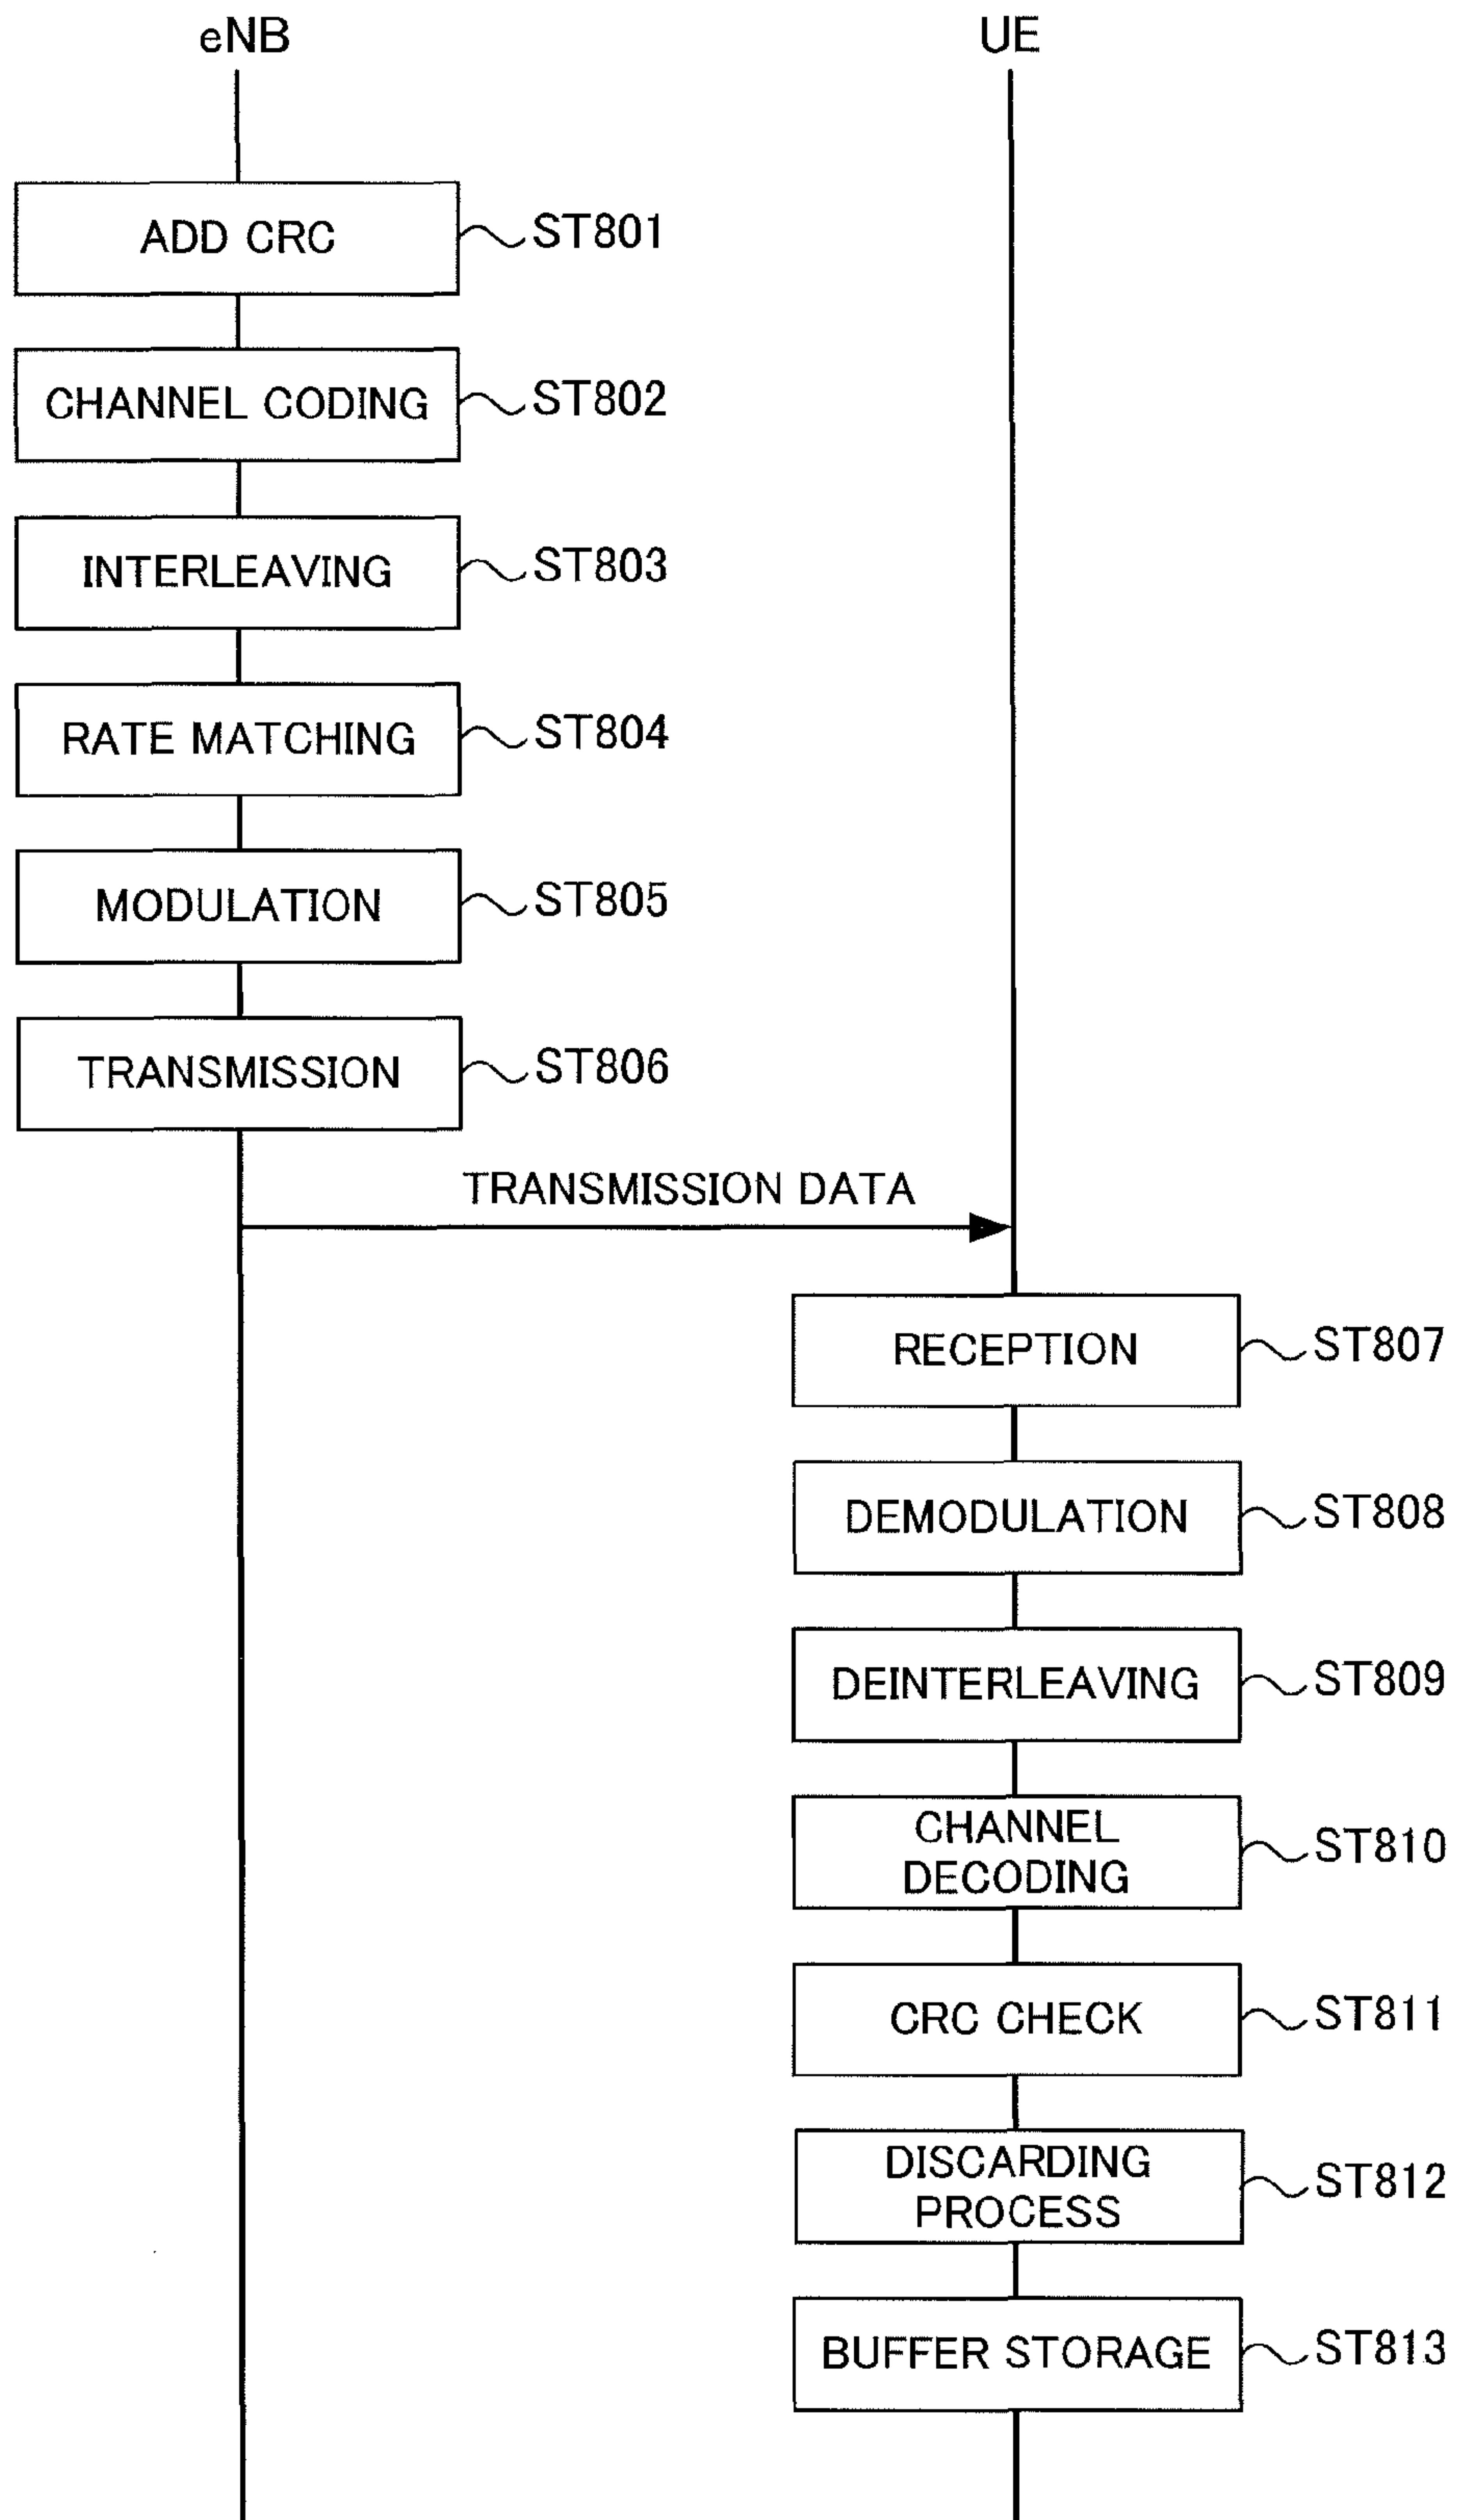 eNB
UE
ADD CRC
ST801
CHANNEL CODING
ST802
INTERLEAVING
ST803
RATE MATCHING
ST804
MODULATION
ST805
TRANSMISSION
ST806
TRANSMISSION DATA
RECEPTION
ST807
DEMODULATION
ST808
DEINTERLEAVING
ST809
CHANNEL
DECODING
ST810
CRC CHECK
ST811
DISCARDING
PROCESS
ST812
BUFFER STORAGE
ST813